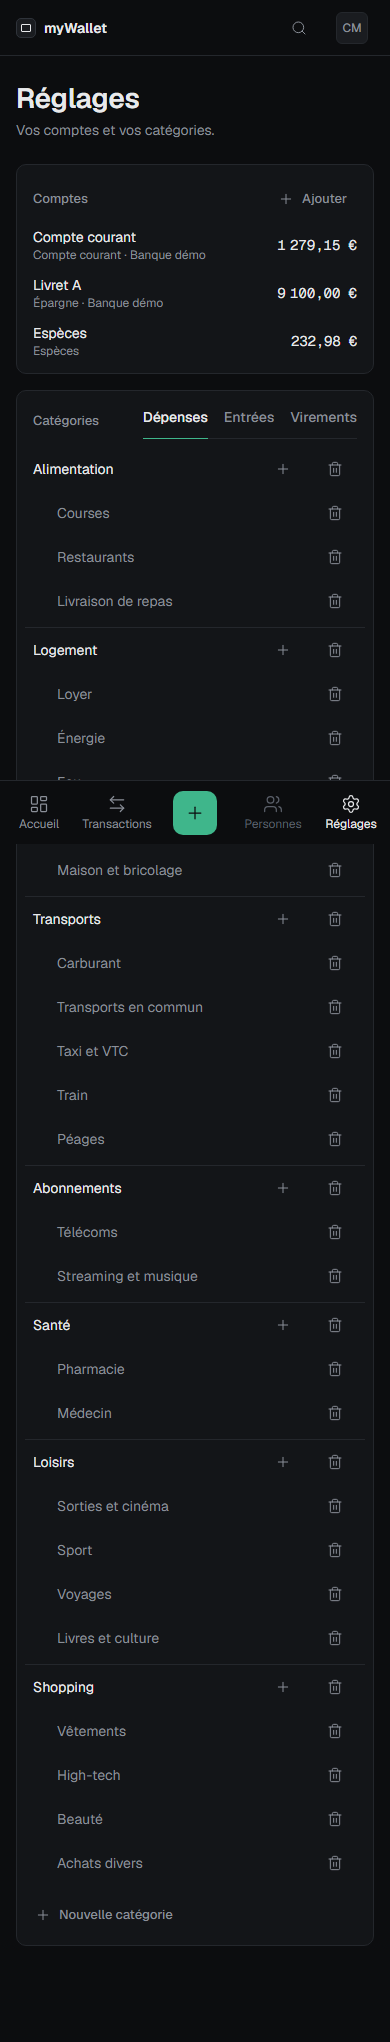 myWallet
CM
Réglages
Vos comptes et vos catégories.
Comptes
Ajouter
Compte courant
1 279,15 €
Compte courant · Banque démo
Livret A
9 100,00 €
Épargne · Banque démo
Espèces
232,98 €
Espèces
Catégories
Dépenses
Entrées
Virements
Alimentation
Courses
Restaurants
Livraison de repas
Logement
Loyer
Énergie
Accueil
Transactions
Personnes
Réglages
Maison et bricolage
Transports
Carburant
Transports en commun
Taxi et VTC
Train
Péages
Abonnements
Télécoms
Streaming et musique
Santé
Pharmacie
Médecin
Loisirs
Sorties et cinéma
Sport
Voyages
Livres et culture
Shopping
Vêtements
High-tech
Beauté
Achats divers
Nouvelle catégorie